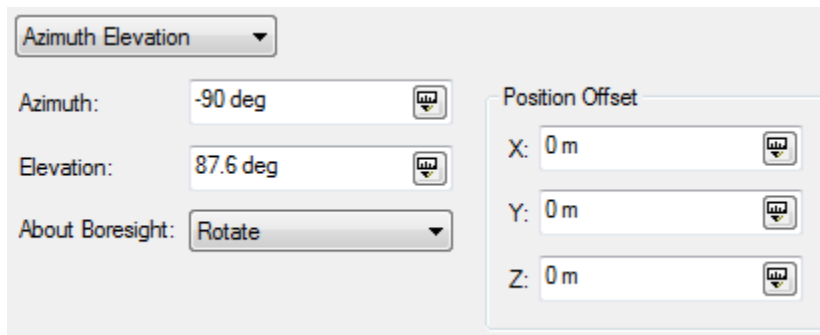 Azimuth Elevation
Azimuth: -90 deg
Elevation: 87.6 deg
About Boresight: Rotate
Position Offset
X: 0 m
Y: 0 m
Z: 0 m